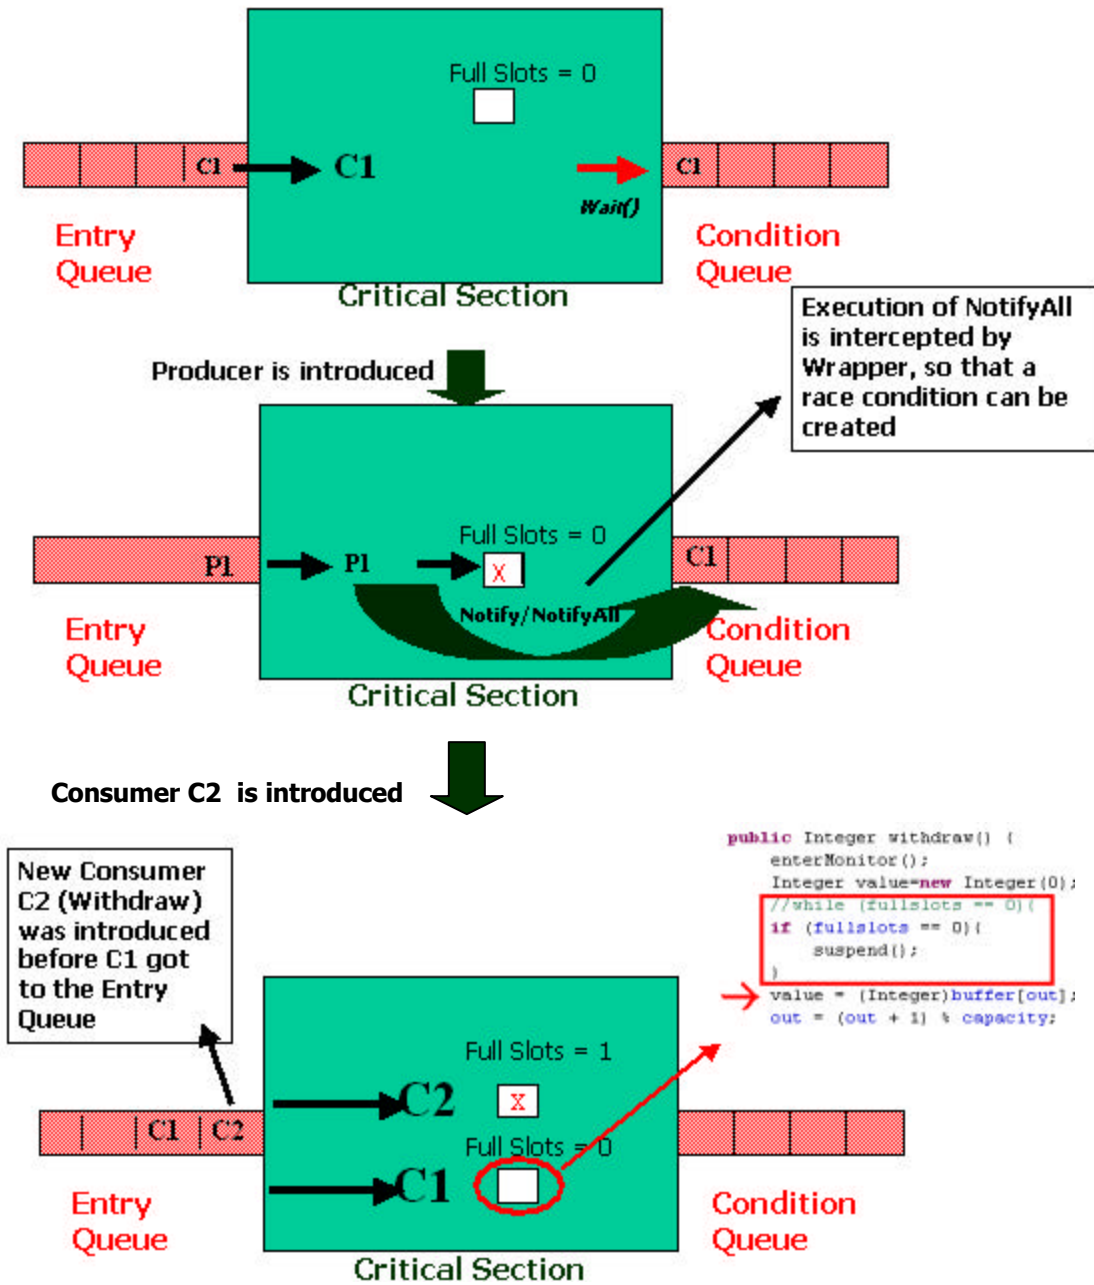 Full Slots = 0
C1
C1
C1
Wait()
Entry
Queue
Condition
Queue
Critical Section
Execution of NotifyAll
is intercepted by
Wrapper, so that a
race condition can be
created
Producer is introduced
Full Slots = 0
P1
P1
X
C1
Notify/NotifyAll
Entry
Queue
Condition
Queue
Critical Section
Consumer C2 is introduced
New Consumer
C2 (Withdraw)
was introduced
before C1 got
to the Entry
Queue
public Integer withdraw() {
enterMonitor();
Integer value=new Integer(0);
//while (fullslots == 0){
if (fullslots == 0){
suspend();
}
value = (Integer)buffer[out];
out = (out + 1) % capacity;
Full Slots = 1
C1 C2
C2
X
Full Slots = 0
C1
Entry
Queue
Condition
Queue
Critical Section